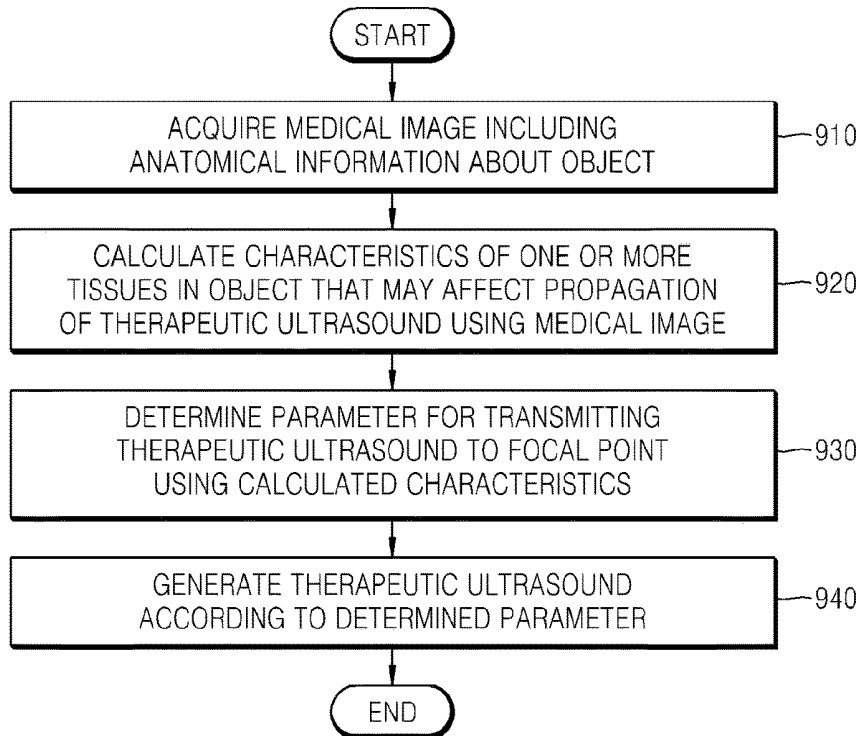 START
ACQUIRE MEDICAL IMAGE INCLUDING
ANATOMICAL INFORMATION ABOUT OBJECT
910
CALCULATE CHARACTERISTICS OF ONE OR MORE
TISSUES IN OBJECT THAT MAY AFFECT PROPAGATION
OF THERAPEUTIC ULTRASOUND USING MEDICAL IMAGE
920
DETERMINE PARAMETER FOR TRANSMITTING
THERAPEUTIC ULTRASOUND TO FOCAL POINT
USING CALCULATED CHARACTERISTICS
930
GENERATE THERAPEUTIC ULTRASOUND
ACCORDING TO DETERMINED PARAMETER
940
END